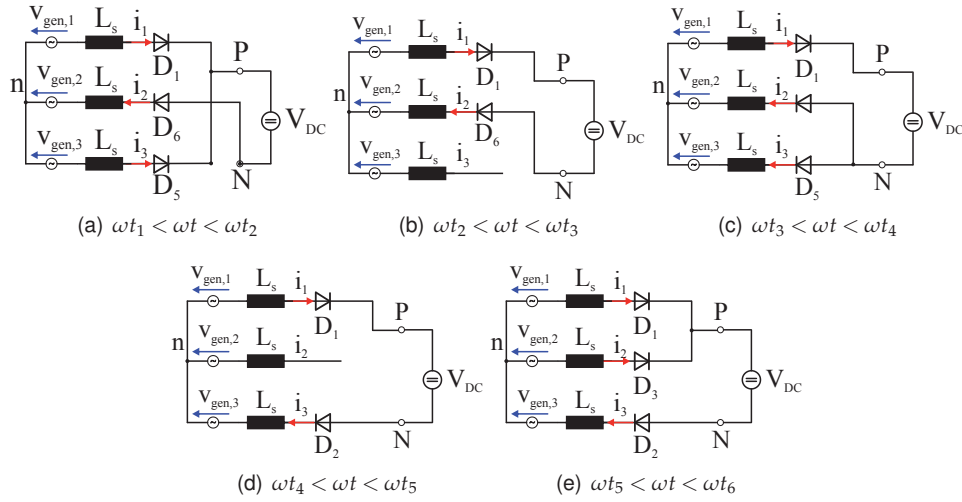 v_gen,1 L_s i_1 D_1 P
n v_gen,2 L_s i_2 D_6 V_DC
v_gen,3 L_s i_3 D_5 N
(a) ωt_1 < ωt < ωt_2
v_gen,1 L_s i_1 D_1 P
n v_gen,2 L_s i_2 D_6 V_DC
v_gen,3 L_s i_3 N
(b) ωt_2 < ωt < ωt_3
v_gen,1 L_s i_1 D_1 P
n v_gen,2 L_s i_2 V_DC
v_gen,3 L_s i_3 D_5 N
(c) ωt_3 < ωt < ωt_4
v_gen,1 L_s i_1 D_1 P
n v_gen,2 L_s i_2 V_DC
v_gen,3 L_s i_3 D_2 N
(d) ωt_4 < ωt < ωt_5
v_gen,1 L_s i_1 D_1 P
n v_gen,2 L_s i_2 D_3 V_DC
v_gen,3 L_s i_3 D_2 N
(e) ωt_5 < ωt < ωt_6